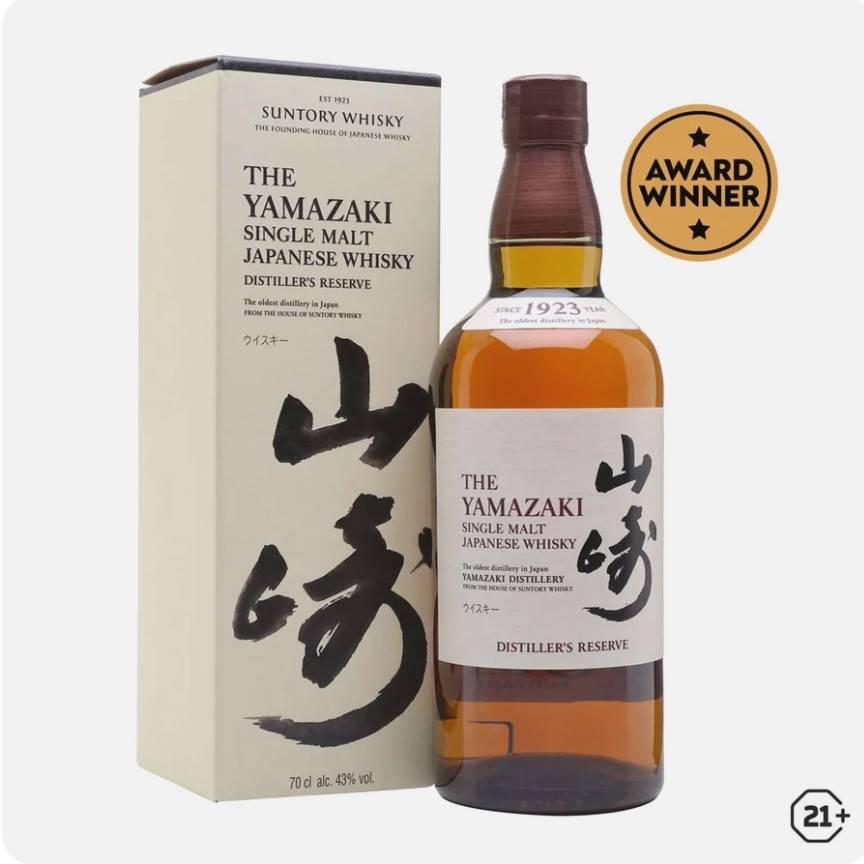 EST 1923
SUNTORY WHISKY
THE FOUNDING HOUSE OF JAPANESE WHISKY
THE
YAMAZAKI
SINGLE MALT
JAPANESE WHISKY
DISTILLER'S RESERVE
The oldest distillery in Japan
FROM THE HOUSE OF SUNTORY WHISKY
ウイスキー
山崎
70 cl alc. 43% vol.
SINCE 1923 YEAR
The oldest distillery in Japan
THE
YAMAZAKI
SINGLE MALT
JAPANESE WHISKY
The oldest distillery in Japan
YAMAZAKI DISTILLERY
FROM THE HOUSE OF SUNTORY WHISKY
ウイスキー
山崎
DISTILLER'S RESERVE
AWARD
WINNER
21+